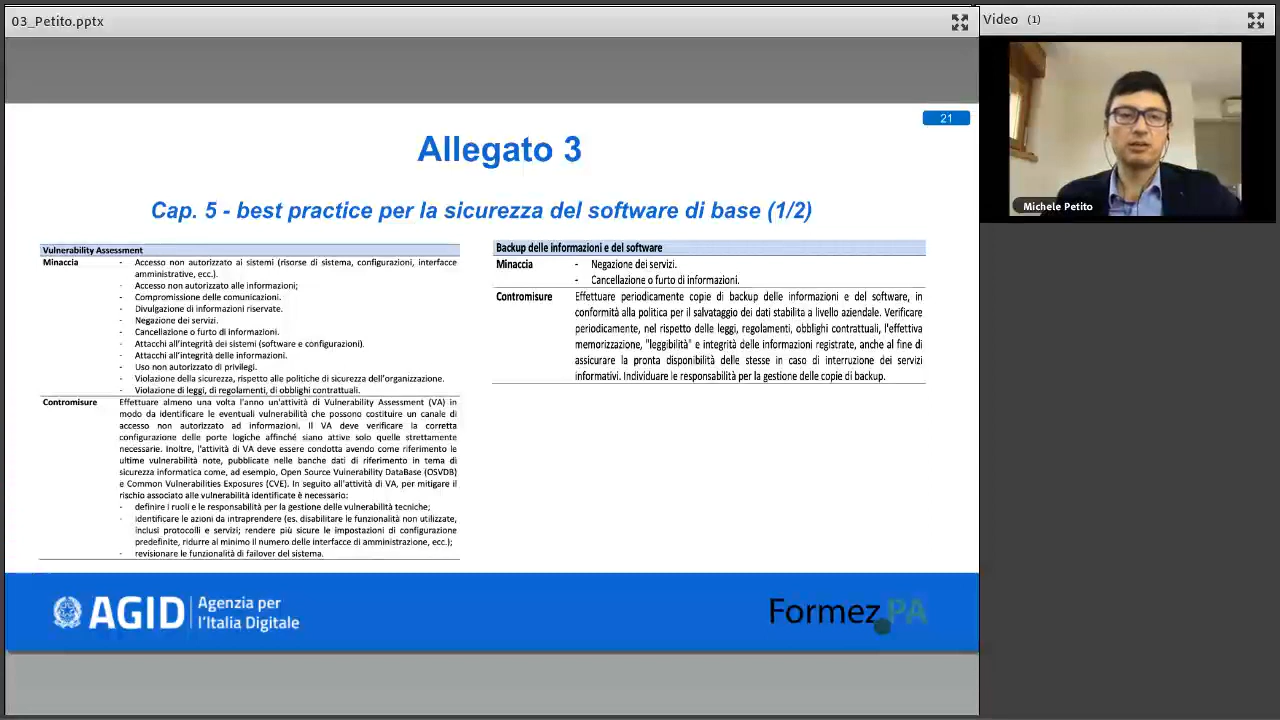 03_Petito.pptx
Video (1)
21
Allegato 3
Cap. 5 - best practice per la sicurezza del software di base (1/2)
Vulnerability Assessment
Minaccia - Accesso non autorizzato ai sistemi (risorse di sistema, configurazioni, interfacce
amministrative, ecc.).
- Accesso non autorizzato alle informazioni;
- Compromissione delle comunicazioni.
- Divulgazione di informazioni riservate.
- Negazione dei servizi.
- Cancellazione o furto di informazioni.
- Attacchi all'integrità dei sistemi (software e configurazioni).
- Attacchi all'integrità delle informazioni.
- Uso non autorizzato di privilegi.
- Violazione della sicurezza, rispetto alle politiche di sicurezza dell'organizzazione.
- Violazione di leggi, di regolamenti, di obblighi contrattuali.
Contromisure Effettuare almeno una volta l'anno un'attività di Vulnerability Assessment (VA) in
modo da identificare le eventuali vulnerabilità che possono costituire un canale di
accesso non autorizzato ad informazioni. Il VA deve verificare la corretta
configurazione delle porte logiche affinché siano attive solo quelle strettamente
necessarie. Inoltre, l'attività di VA deve essere condotta avendo come riferimento le
ultime vulnerabilità note, pubblicate nelle banche dati di riferimento in tema di
sicurezza informatica come, ad esempio, Open Source Vulnerability DataBase (OSVDB)
e Common Vulnerabilities Exposures (CVE). In seguito all'attività di VA, per mitigare il
rischio associato alle vulnerabilità identificate è necessario:
- definire i ruoli e le responsabilità per la gestione delle vulnerabilità tecniche;
- identificare le azioni da intraprendere (es. disabilitare le funzionalità non utilizzate,
inclusi protocolli e servizi; rendere più sicure le impostazioni di configurazione
predefinite, ridurre al minimo il numero delle interfacce di amministrazione, ecc.);
- revisionare le funzionalità di failover del sistema.
Backup delle informazioni e del software
Minaccia - Negazione dei servizi.
- Cancellazione o furto di informazioni.
Contromisure Effettuare periodicamente copie di backup delle informazioni e del software, in
conformità alla politica per il salvataggio dei dati stabilita a livello aziendale. Verificare
periodicamente, nel rispetto delle leggi, regolamenti, obblighi contrattuali, l'effettiva
memorizzazione, "leggibilità" e integrità delle informazioni registrate, anche al fine di
assicurare la pronta disponibilità delle stesse in caso di interruzione dei servizi
informativi. Individuare le responsabilità per la gestione delle copie di backup.
Michele Petito
AGID Agenzia per
l'Italia Digitale
Formez PA